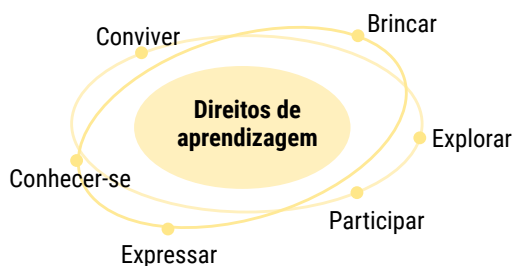 Conviver
Brincar
Direitos de
aprendizagem
Explorar
Conhecer-se
Participar
Expressar